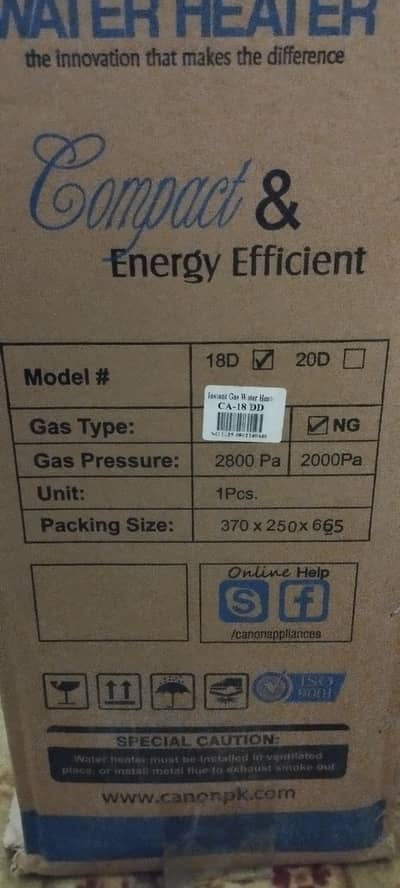 WATER HEATER
the innovation that makes the difference
Compact &
Energy Efficient
Model # 18D 20D
Instant Gas Water Heat
CA-18 DD
Gas Type: NG
Gas Pressure: 2800 Pa 2000Pa
Unit: 1Pcs.
Packing Size: 370 x 250x 665
Online Help
S f
/canonappliances
ISO
9001
SPECIAL CAUTION:
Water heater must be installed in ventilated
place, or install metal flue to exhaust smoke out
www.canonpk.com